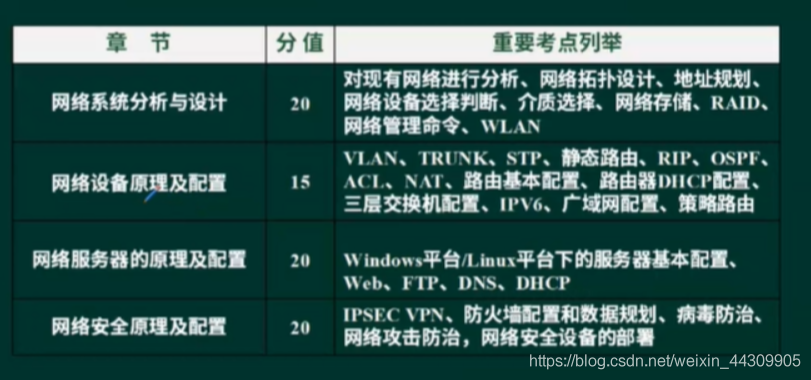 章 节 分值 重要考点列举
网络系统分析与设计 20 对现有网络进行分析、网络拓扑设计、地址规划、
网络设备选择判断、介质选择、网络存储、RAID、
网络管理命令、WLAN
网络设备原理及配置 15 VLAN、TRUNK、STP、静态路由、RIP、OSPF、
ACL、NAT、路由基本配置、路由器DHCP配置、
三层交换机配置、IPV6、广域网配置、策略路由
网络服务器的原理及配置 20 Windows平台/Linux平台下的服务器基本配置、
Web、FTP、DNS、DHCP
网络安全原理及配置 20 IPSEC VPN、防火墙配置和数据规划、病毒防治、
网络攻击防治，网络安全设备的部署
https://blog.csdn.net/weixin_44309905